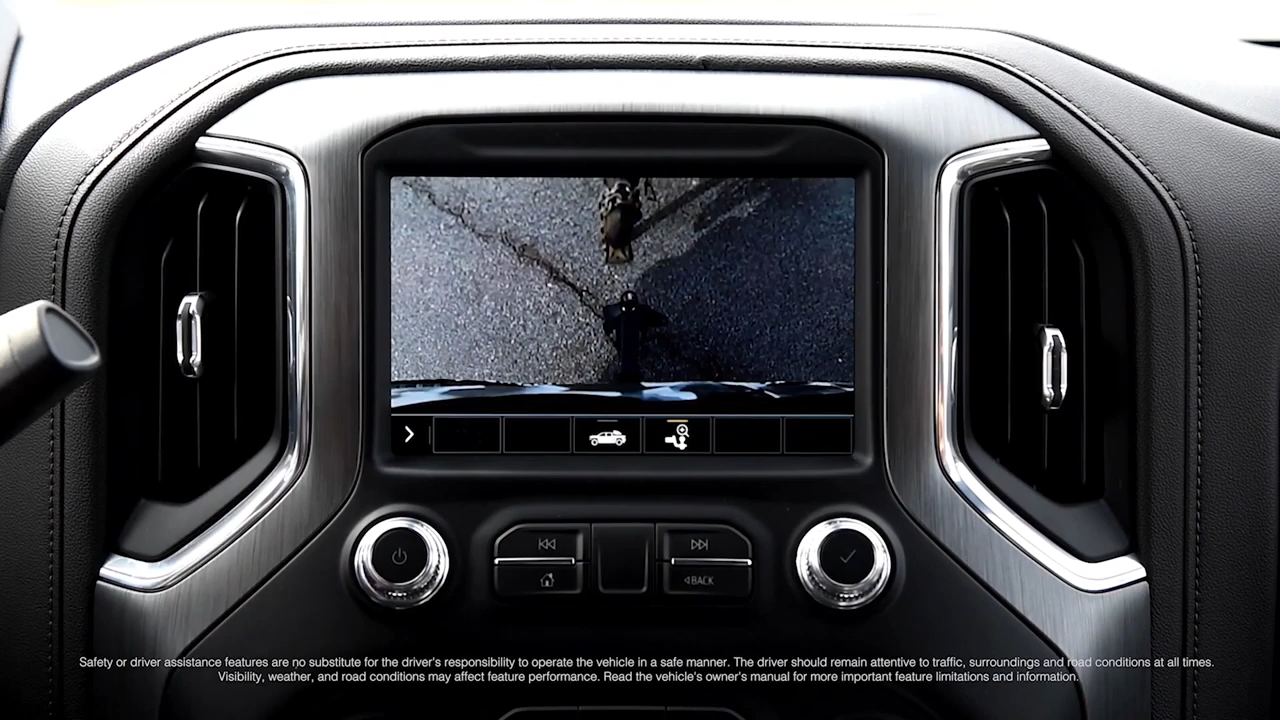 BACK
Safety or driver assistance features are no substitute for the driver's responsibility to operate the vehicle in a safe manner. The driver should remain attentive to traffic, surroundings and road conditions at all times.
Visibility, weather, and road conditions may affect feature performance. Read the vehicle's owner's manual for more important feature limitations and information.